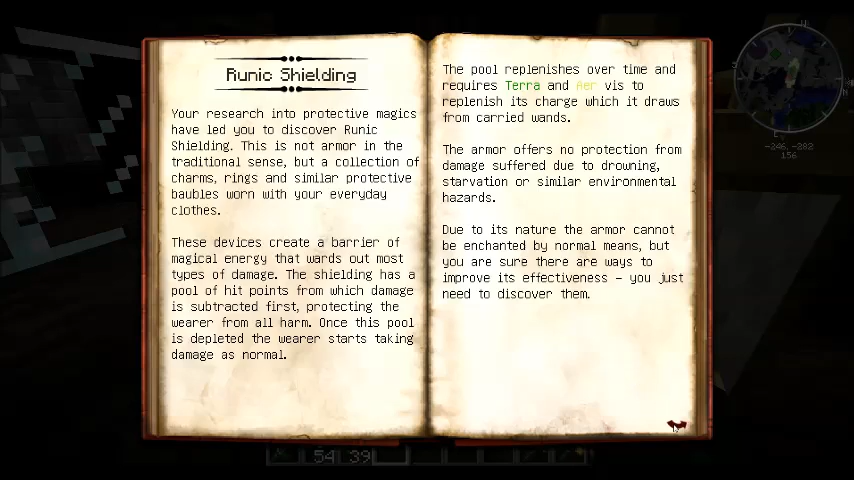 Runic Shielding
Your research into protective magics
have led you to discover Runic
Shielding. This is not armor in the
traditional sense, but a collection of
charms, rings and similar protective
baubles worn with your everyday
clothes.
These devices create a barrier of
magical energy that wards out most
types of damage. The shielding has a
pool of hit points from which damage
is subtracted first, protecting the
wearer from all harm. Once this pool
is depleted the wearer starts taking
damage as normal.
The pool replenishes over time and
requires Terra and Aer vis to
replenish its charge which it draws
from carried wands.
The armor offers no protection from
damage suffered due to drowning,
starvation or similar environmental
hazards.
Due to its nature the armor cannot
be enchanted by normal means, but
you are sure there are ways to
improve its effectiveness - you just
need to discover them.
N
-246, -282
156
54 39